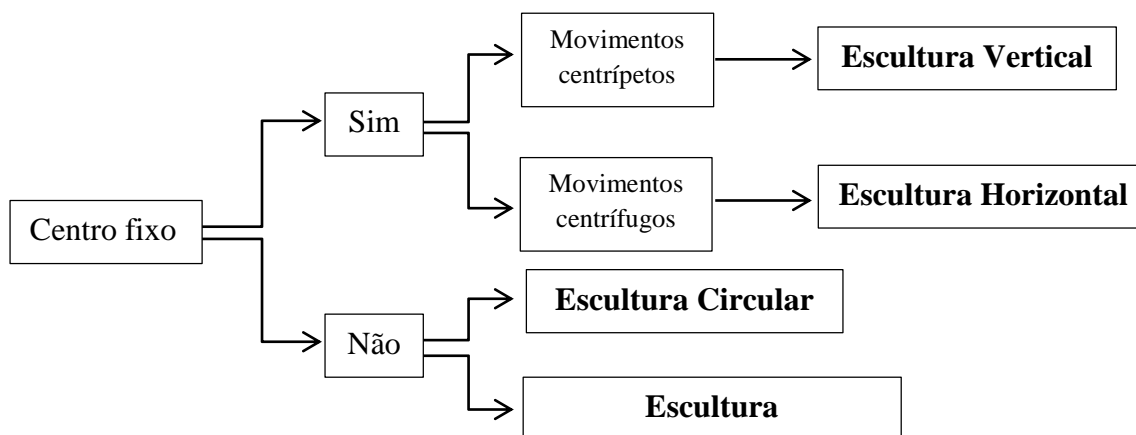 Movimentos
centrípetos
Escultura Vertical
Sim
Movimentos
centrífugos
Escultura Horizontal
Centro fixo
Escultura Circular
Não
Escultura